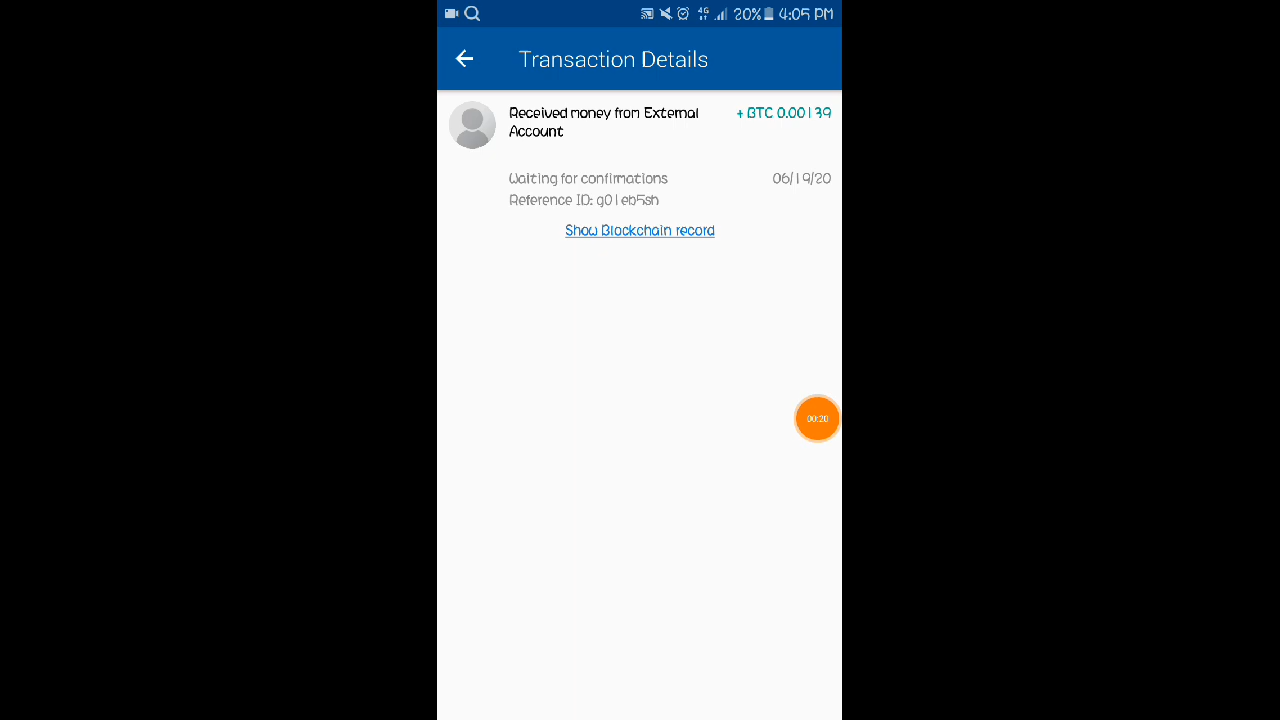 4G 20% 4:05 PM
Transaction Details
Received money from External + BTC 0.00139
Account
Waiting for confirmations 06/19/20
Reference ID: g01eb5sh
Show Blockchain record
00:20